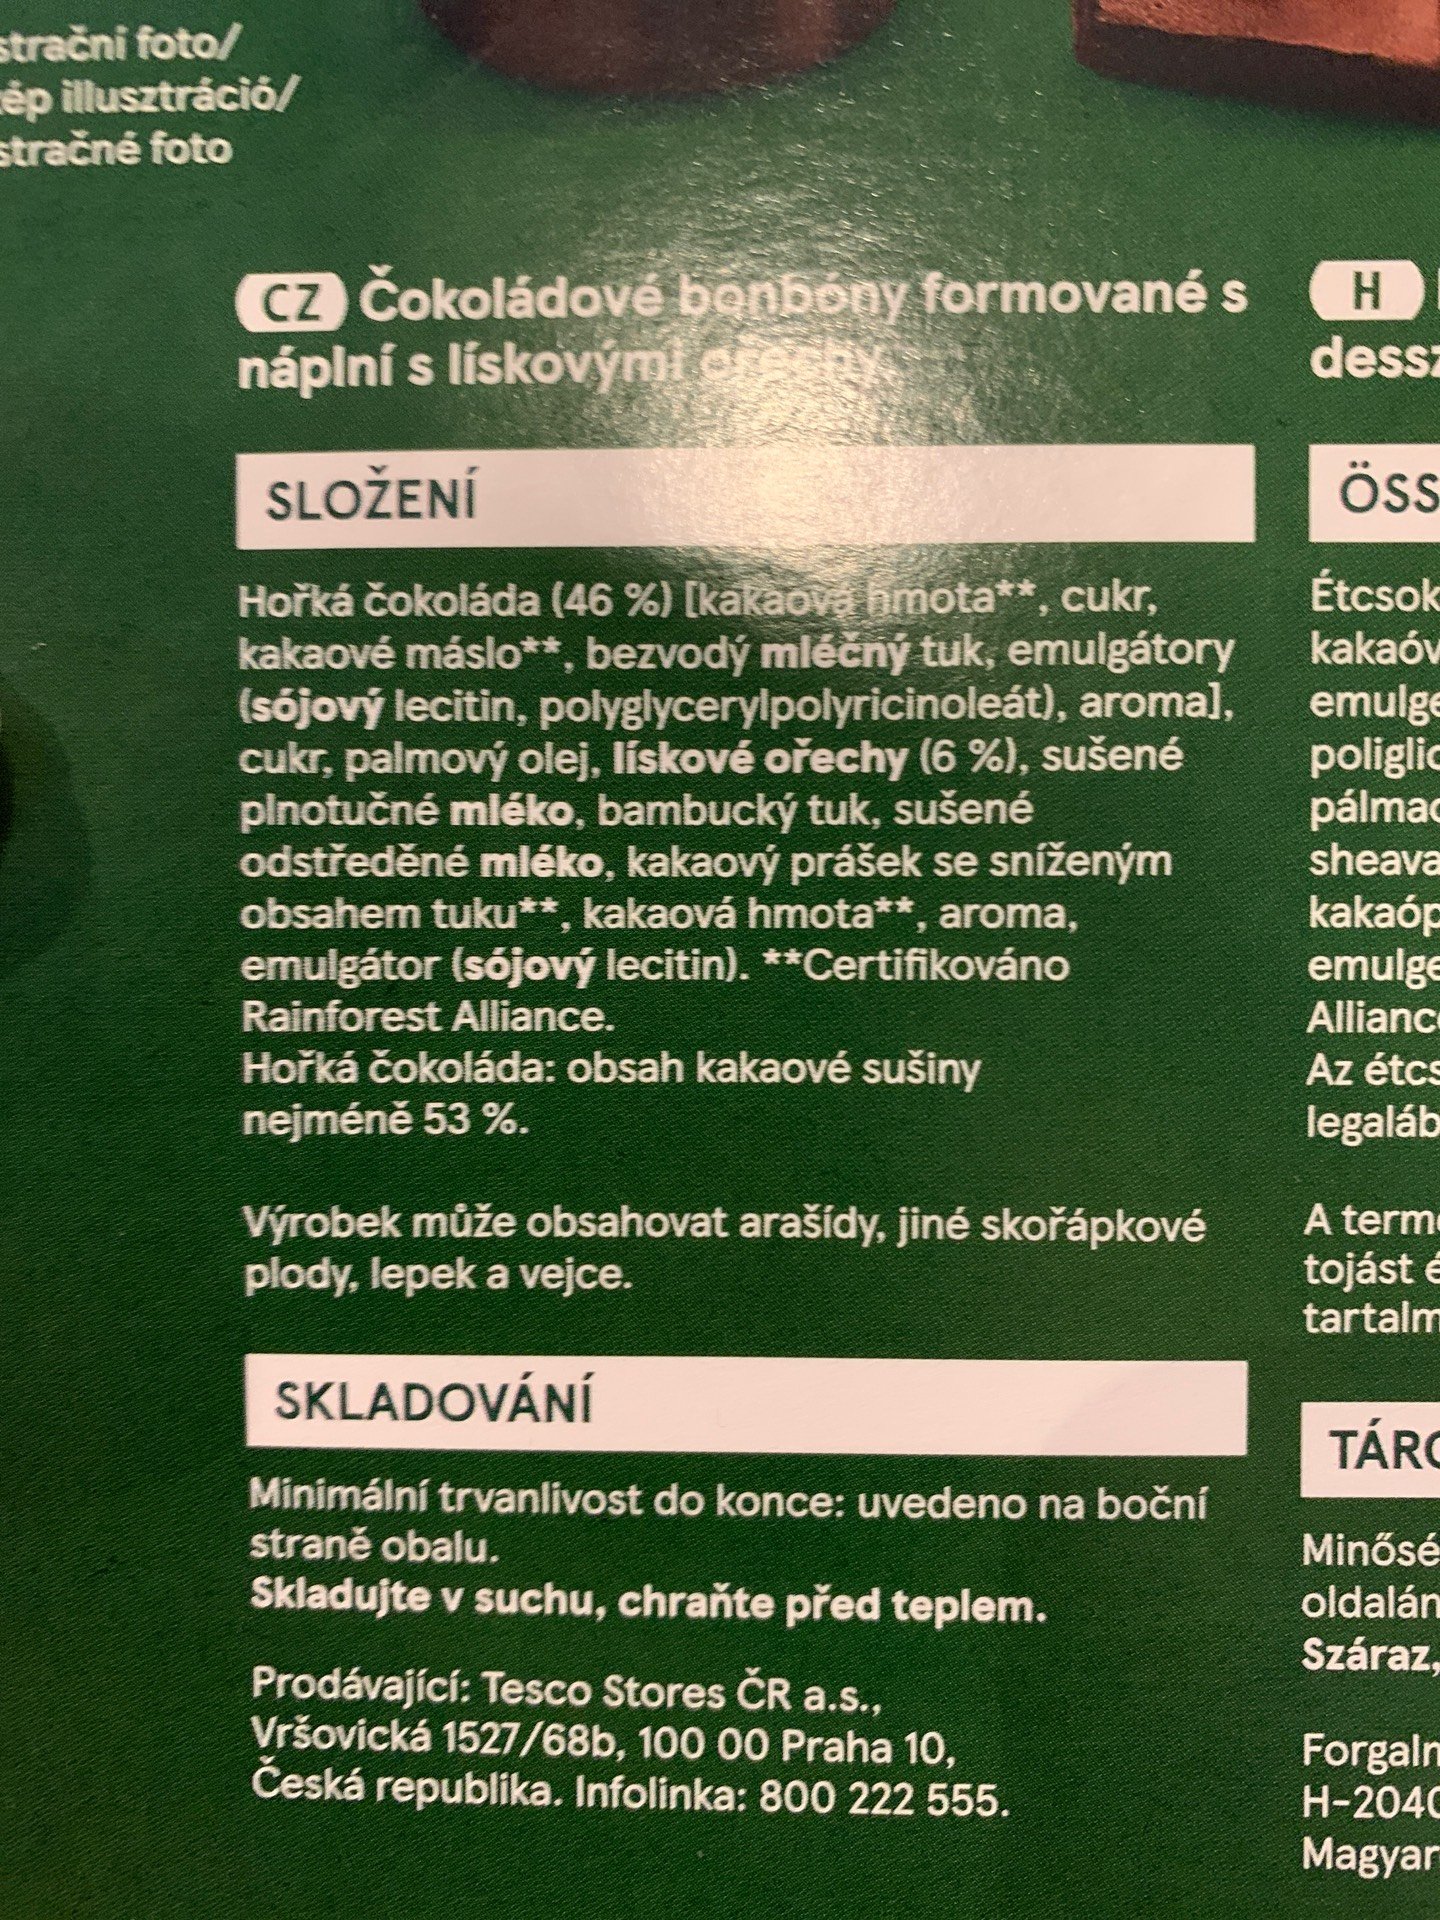 strační foto/
ép illusztráció/
stračné foto
CZ Čokoládové bonbóny formované s
náplní s lískovými ořechy
SLOŽENÍ
Hořká čokoláda (46 %) [kakaová hmota**, cukr,
kakaové máslo**, bezvodý mléčný tuk, emulgátory
(sójový lecitin, polyglycerylpolyricinoleát), aroma],
cukr, palmový olej, lískové ořechy (6 %), sušené
plnotučné mléko, bambucký tuk, sušené
odstředěné mléko, kakaový prášek se sníženým
obsahem tuku**, kakaová hmota**, aroma,
emulgátor (sójový lecitin). **Certifikováno
Rainforest Alliance.
Hořká čokoláda: obsah kakaové sušiny
nejméně 53 %.
Výrobek může obsahovat arašídy, jiné skořápkové
plody, lepek a vejce.
SKLADOVÁNÍ
Minimální trvanlivost do konce: uvedeno na boční
straně obalu.
Skladujte v suchu, chraňte před teplem.
Prodávající: Tesco Stores ČR a.s.,
Vršovická 1527/68b, 100 00 Praha 10,
Česká republika. Infolinka: 800 222 555.
H
dessz
ÖSS
Étcsok
kakaóv
emulge
poliglic
pálmao
sheava
kakaóp
emulge
Alliance
Az étcs
legaláb
A term
tojást é
tartalm
TÁRO
Minősé
oldalán
Száraz,
Forgaln
H-2040
Magyar